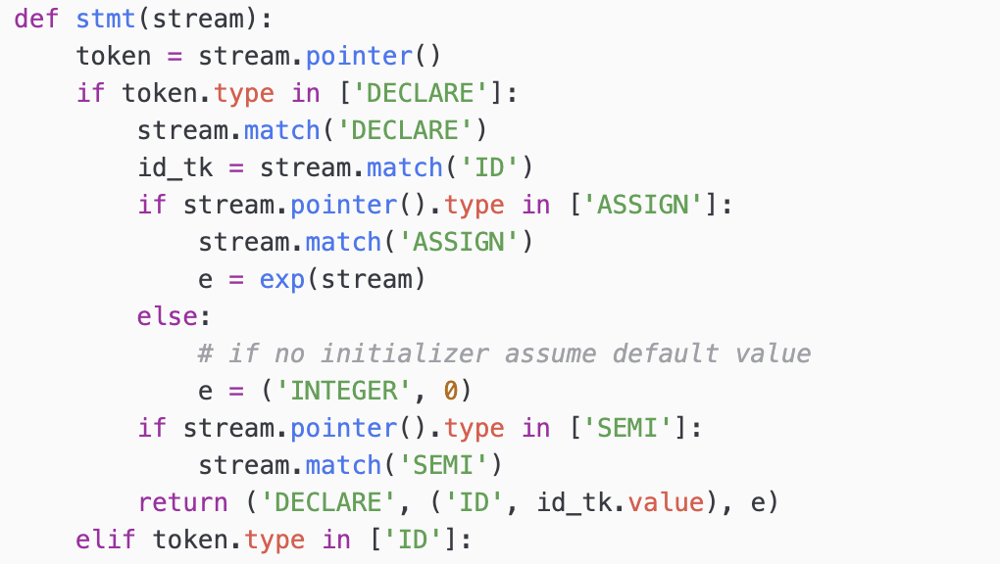 def stmt(stream):
    token = stream.pointer()
    if token.type in ['DECLARE']:
        stream.match('DECLARE')
        id_tk = stream.match('ID')
        if stream.pointer().type in ['ASSIGN']:
            stream.match('ASSIGN')
            e = exp(stream)
        else:
            # if no initializer assume default value
            e = ('INTEGER', 0)
        if stream.pointer().type in ['SEMI']:
            stream.match('SEMI')
        return ('DECLARE', ('ID', id_tk.value), e)
    elif token.type in ['ID']: